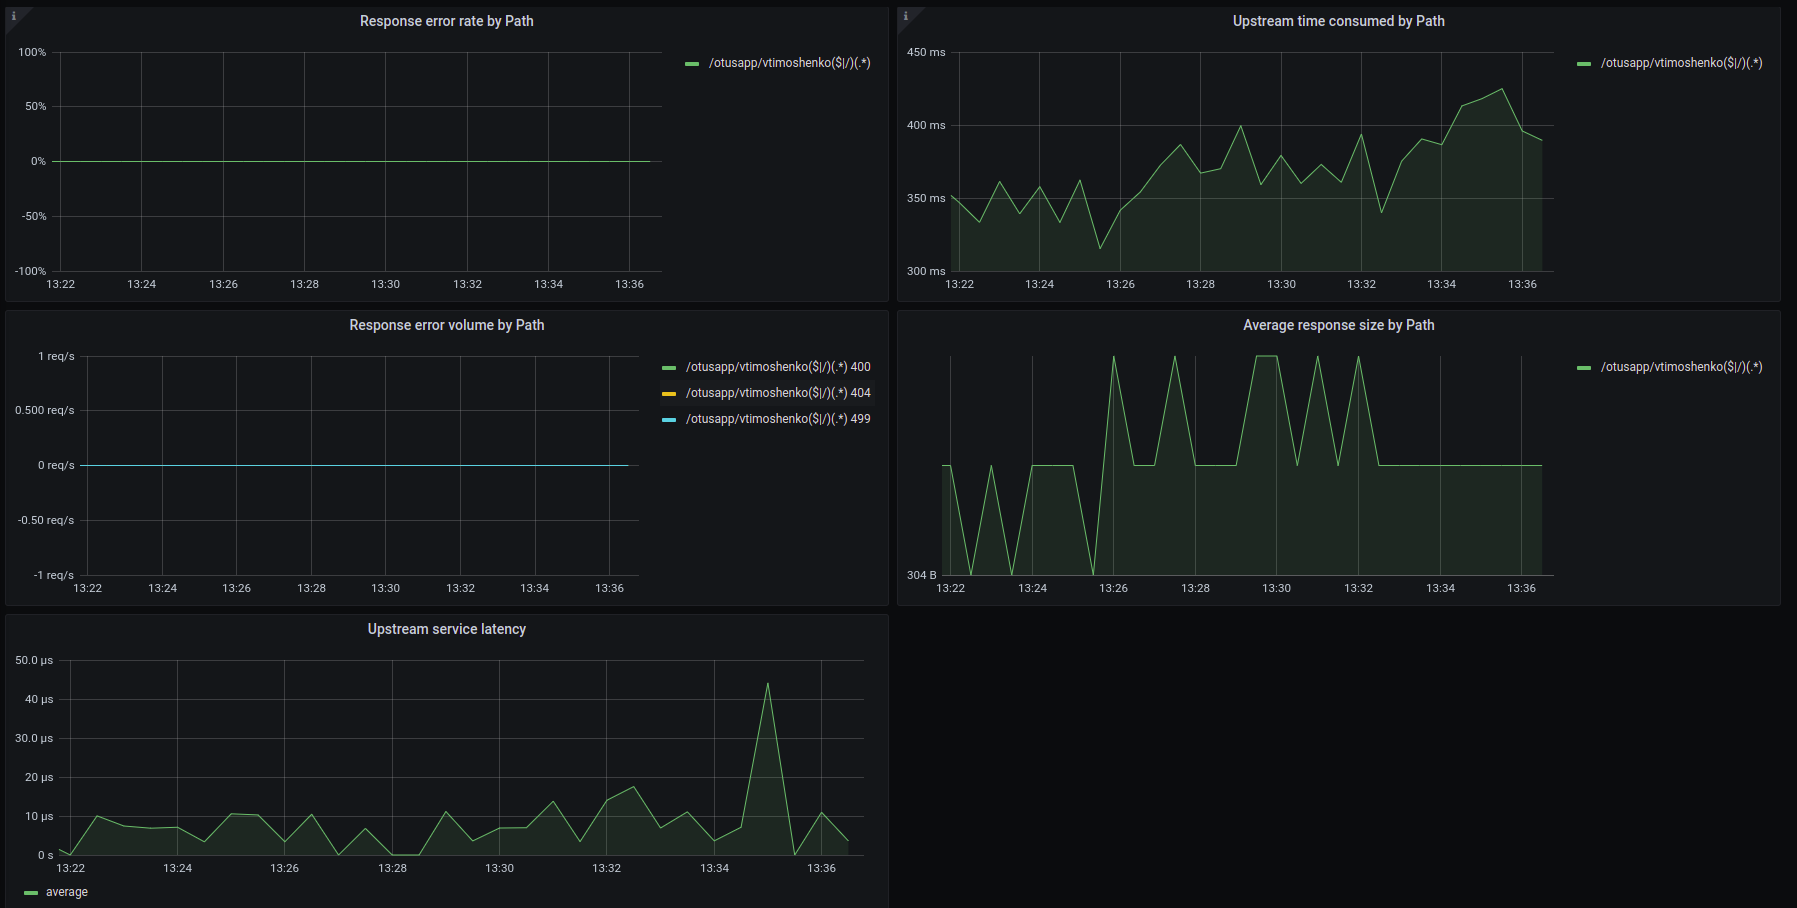 i
Response error rate by Path
100%
50%
0%
-50%
-100%
13:22 13:24 13:26 13:28 13:30 13:32 13:34 13:36
/otusapp/vtimoshenko($|/)(.*)
i
Upstream time consumed by Path
450 ms
400 ms
350 ms
300 ms
13:22 13:24 13:26 13:28 13:30 13:32 13:34 13:36
/otusapp/vtimoshenko($|/)(.*)
Response error volume by Path
1 req/s
0.500 req/s
0 req/s
-0.50 req/s
-1 req/s
13:22 13:24 13:26 13:28 13:30 13:32 13:34 13:36
/otusapp/vtimoshenko($|/)(.*) 400
/otusapp/vtimoshenko($|/)(.*) 404
/otusapp/vtimoshenko($|/)(.*) 499
Average response size by Path
304 B
13:22 13:24 13:26 13:28 13:30 13:32 13:34 13:36
/otusapp/vtimoshenko($|/)(.*)
Upstream service latency
50.0 µs
40 µs
30.0 µs
20 µs
10 µs
0 s
13:22 13:24 13:26 13:28 13:30 13:32 13:34 13:36
average